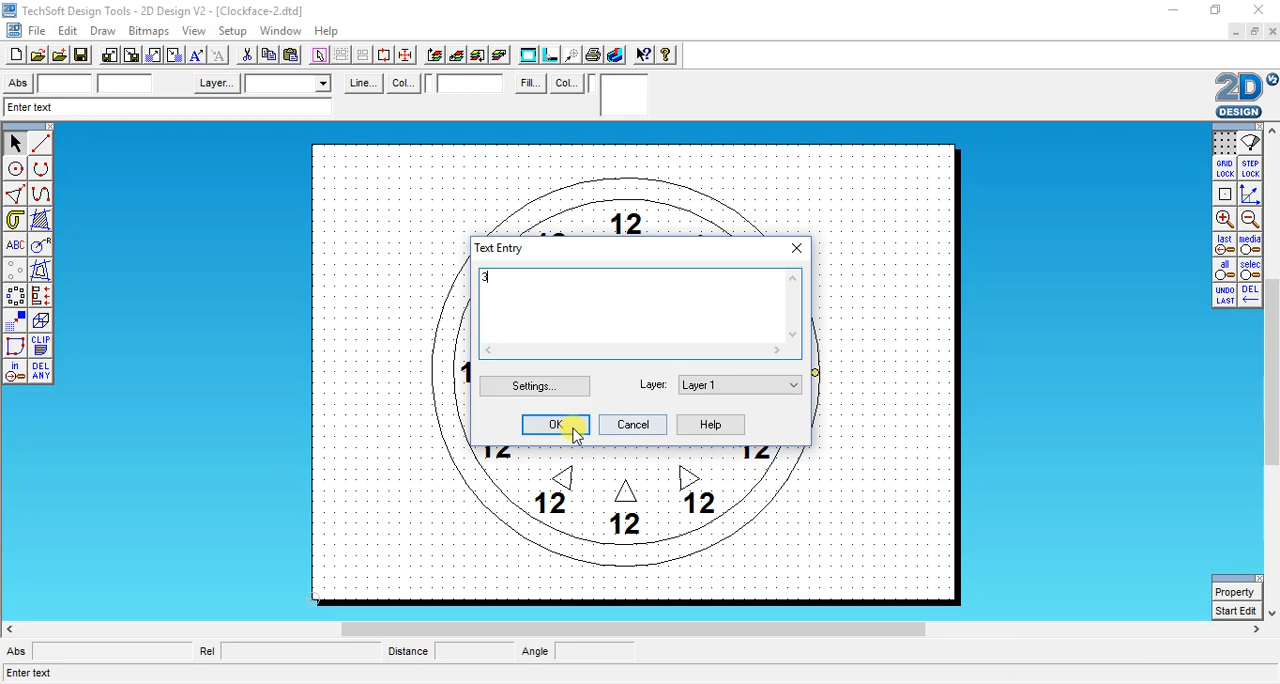 TechSoft Design Tools - 2D Design V2 - [Clockface-2.dtd]
File Edit Draw Bitmaps View Setup Window Help
Abs Layer... Line... Col... Fill... Col...
Enter text
2D V2
DESIGN
GRID LOCK STEP LOCK
12
Text Entry
3
Settings... Layer: Layer 1
OK Cancel Help
ABC R
last media
all selec
UNDO LAST DEL
CLIP
in DEL ANY
12 12
12 12
12
Property
Start Edit
Abs Rel Distance Angle
Enter text